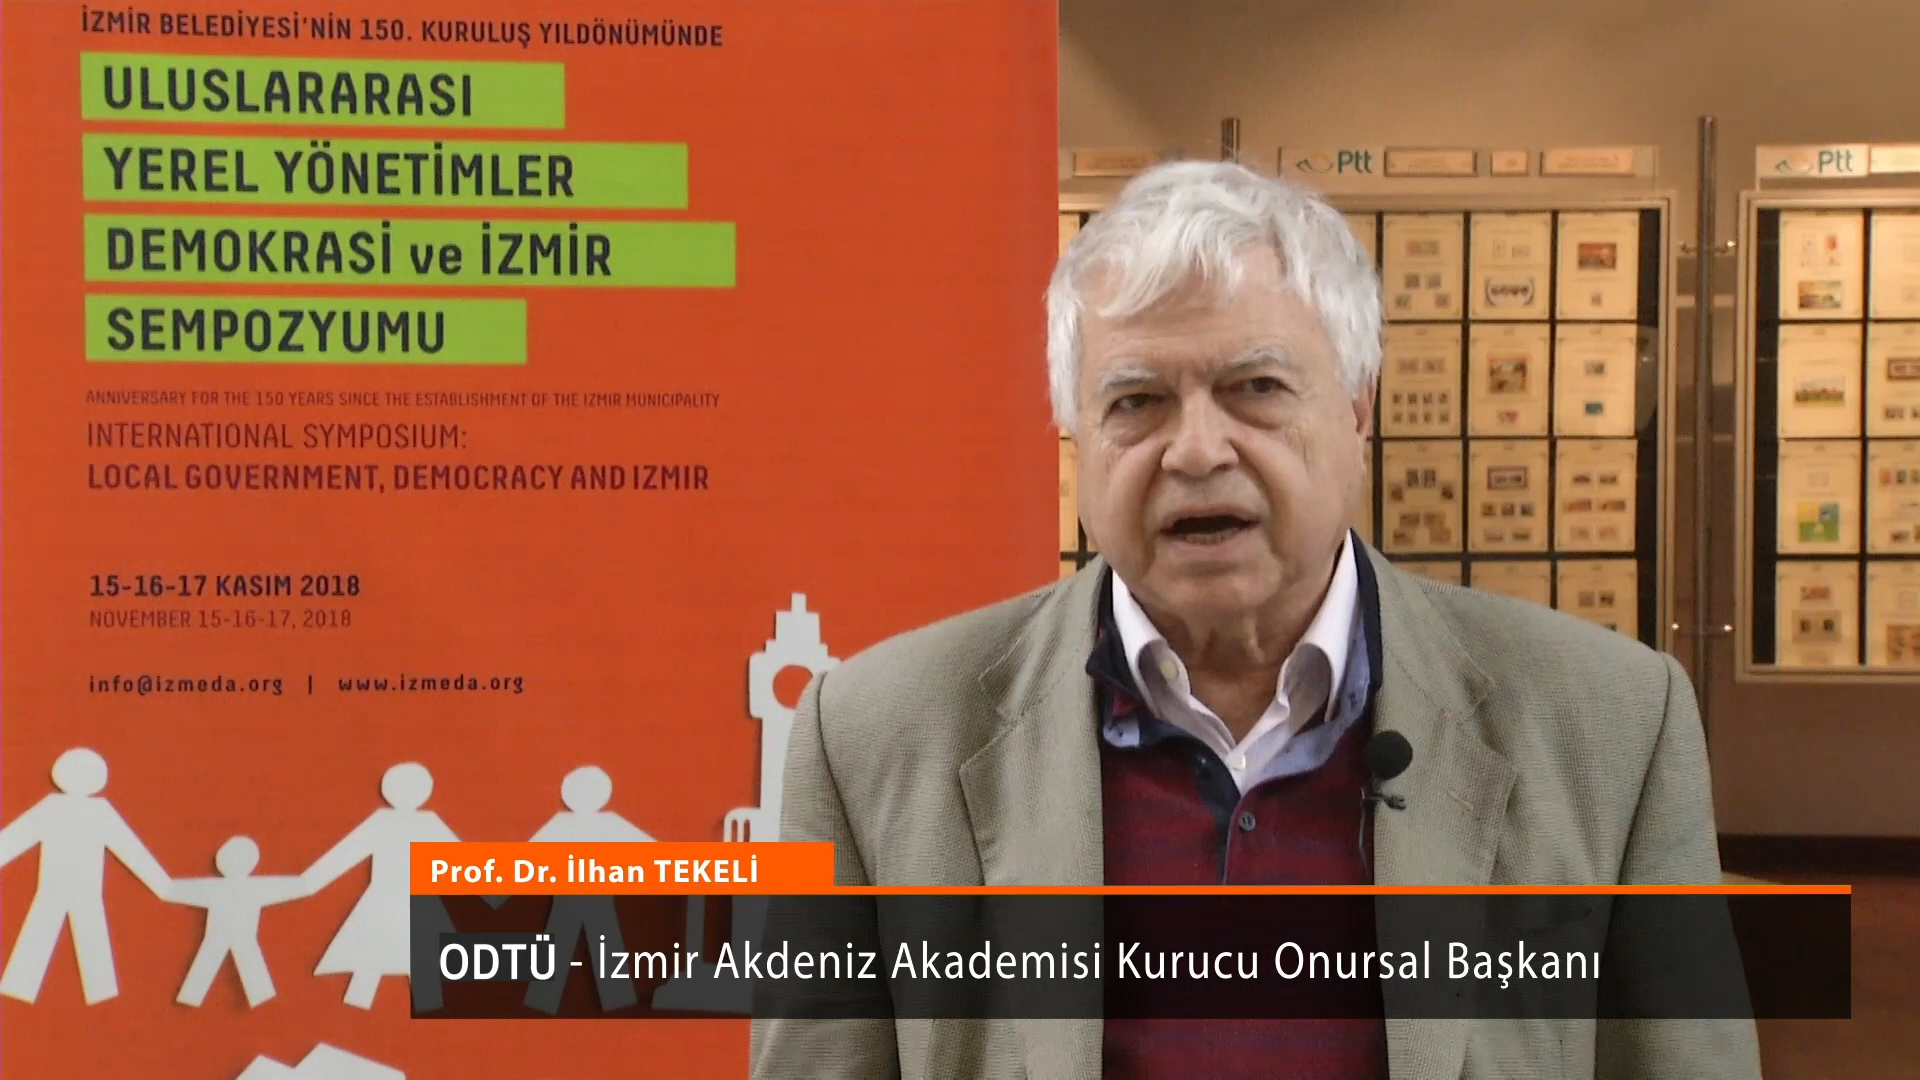 İZMİR BELEDİYESİ'NİN 150. KURULUŞ YILDÖNÜMÜNDE
ULUSLARARASI
YEREL YÖNETİMLER
DEMOKRASİ ve İZMİR
SEMPOZYUMU
ANNIVERSARY FOR THE 150 YEARS SINCE THE ESTABLISHMENT OF THE IZMIR MUNICIPALITY
INTERNATIONAL SYMPOSIUM:
LOCAL GOVERNMENT, DEMOCRACY AND IZMIR
15-16-17 KASIM 2018
NOVEMBER 15-16-17, 2018
info@izmeda.org | www.izmeda.org
Ptt
Ptt
Prof. Dr. İlhan TEKELİ
ODTÜ - İzmir Akdeniz Akademisi Kurucu Onursal Başkanı